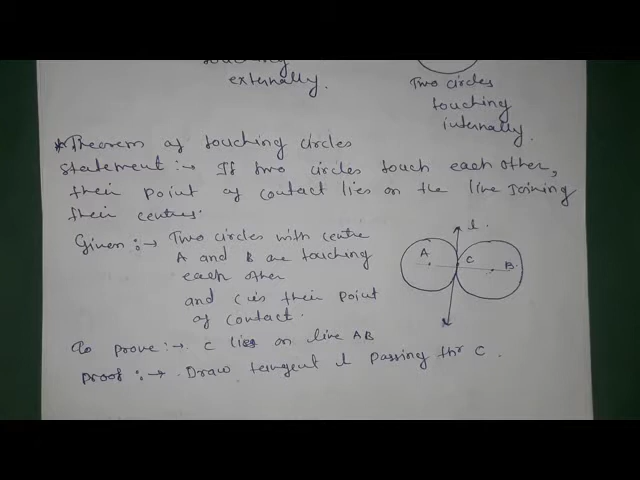 touching
externally.
Two circles
touching
internally.
* Theorem of touching circles
Statement :→ If two circles touch each other,
their point of contact lies on the line joining
their centres.
Given :→ Two circles with centre
A and B are touching
each other
and C is their point
of contact.
l.
A
C
B
To prove :→ C lies on line AB
Proof :→ Draw tangent l passing thr C.